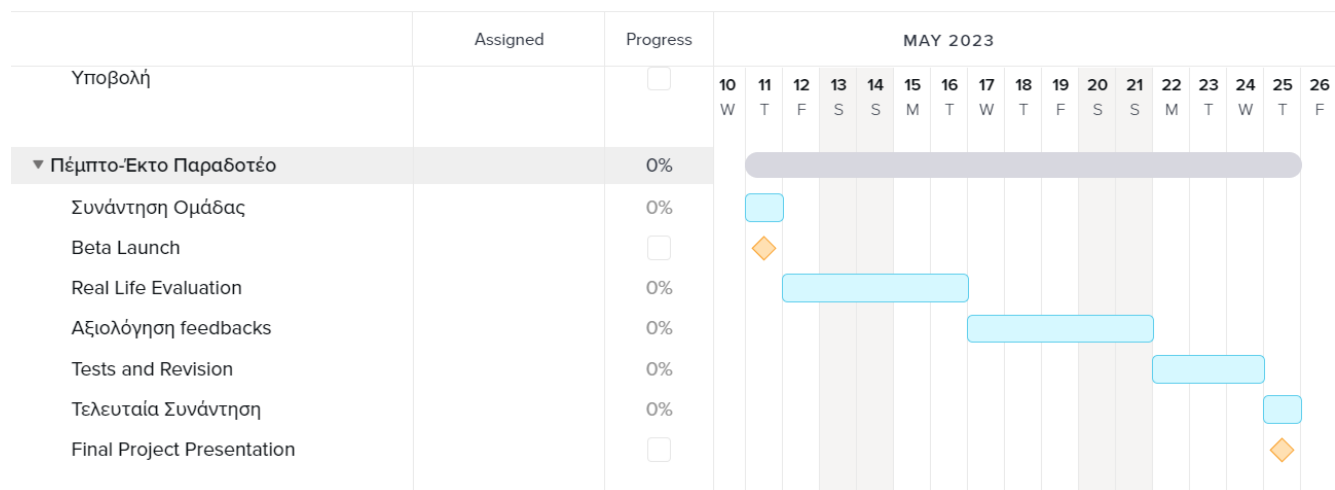 Assigned Progress MAY 2023
Υποβολή
10 11 12 13 14 15 16 17 18 19 20 21 22 23 24 25 26
W T F S S M T W T F S S M T W T F
Πέμπτο-Έκτο Παραδοτέο 0%
Συνάντηση Ομάδας 0%
Beta Launch
Real Life Evaluation 0%
Αξιολόγηση feedbacks 0%
Tests and Revision 0%
Τελευταία Συνάντηση 0%
Final Project Presentation